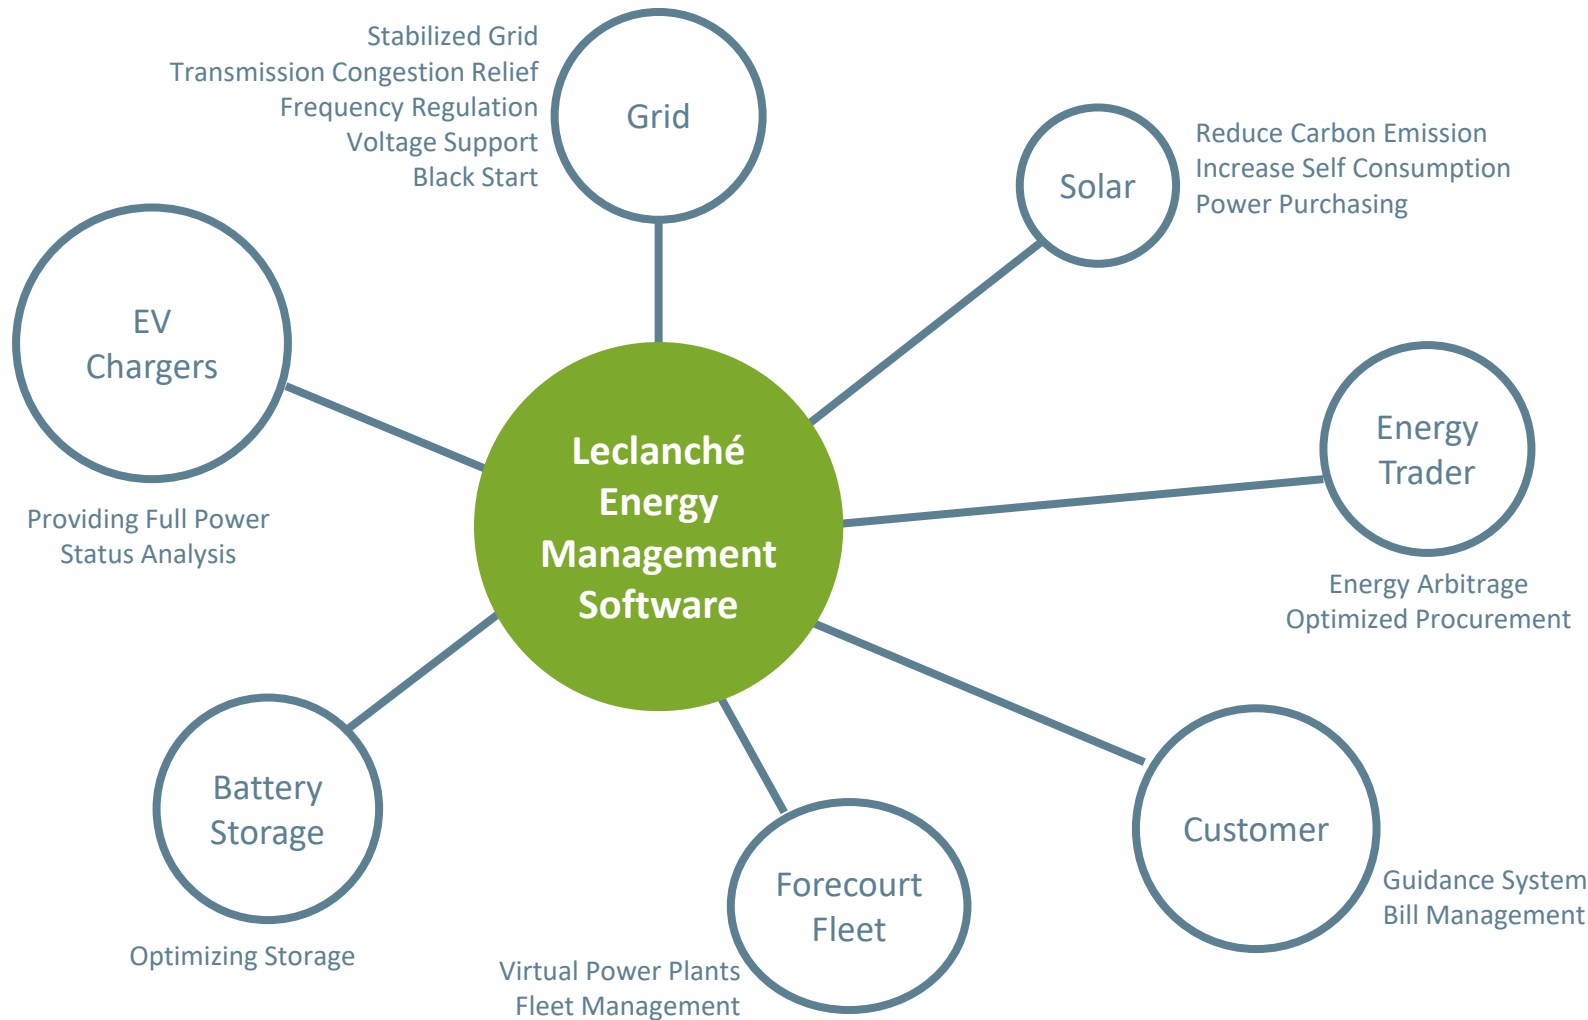 Stabilized Grid
Transmission Congestion Relief
Frequency Regulation
Voltage Support
Black Start
Grid
Solar
Reduce Carbon Emission
Increase Self Consumption
Power Purchasing
EV
Chargers
Providing Full Power
Status Analysis
Leclanché
Energy
Management
Software
Energy
Trader
Energy Arbitrage
Optimized Procurement
Battery
Storage
Optimizing Storage
Forecourt
Fleet
Virtual Power Plants
Fleet Management
Customer
Guidance System
Bill Management